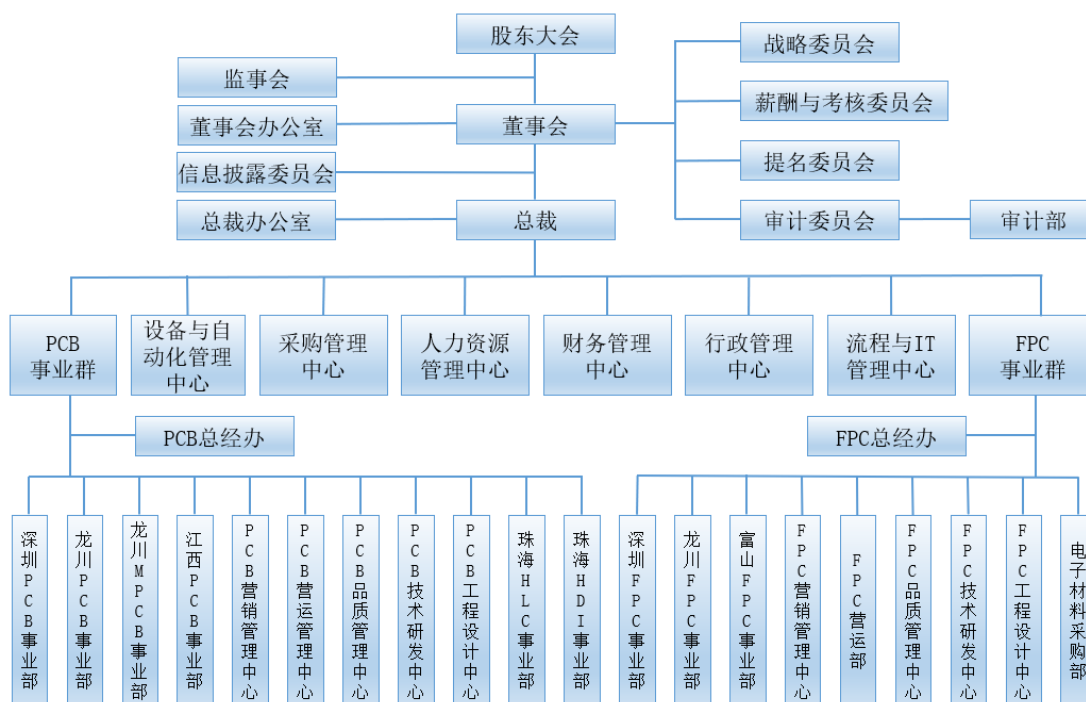 股东大会
战略委员会
监事会
薪酬与考核委员会
董事会办公室
董事会
提名委员会
信息披露委员会
总裁办公室
总裁
审计委员会
审计部
PCB
事业群
设备与自
动化管理
中心
采购管理
中心
人力资源
管理中心
财务管理
中心
行政管理
中心
流程与IT
管理中心
FPC
事业群
PCB总经办
FPC总经办
深圳PCB事业部
龙川PCB事业部
龙川MPCB事业部
江西PCB事业部
PCB营销管理中心
PCB营运管理中心
PCB品质管理中心
PCB技术研发中心
PCB工程设计中心
珠海HLC事业部
珠海HDI事业部
深圳FPC事业部
龙川FPC事业部
富山FPC事业部
FPC营销管理中心
FPC营运部
FPC品质管理中心
FPC技术研发中心
FPC工程设计中心
电子材料采购部